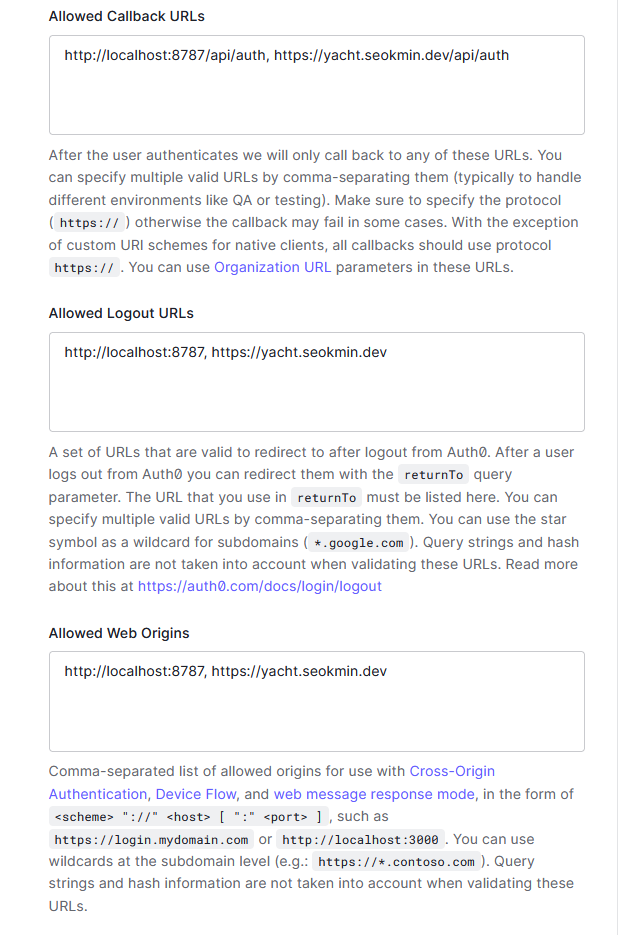 Allowed Callback URLs
http://localhost:8787/api/auth, https://yacht.seokmin.dev/api/auth
After the user authenticates we will only call back to any of these URLs. You
can specify multiple valid URLs by comma-separating them (typically to handle
different environments like QA or testing). Make sure to specify the protocol
( https:// ) otherwise the callback may fail in some cases. With the exception
of custom URI schemes for native clients, all callbacks should use protocol
https:// . You can use Organization URL parameters in these URLs.
Allowed Logout URLs
http://localhost:8787, https://yacht.seokmin.dev
A set of URLs that are valid to redirect to after logout from Auth0. After a user
logs out from Auth0 you can redirect them with the returnTo query
parameter. The URL that you use in returnTo must be listed here. You can
specify multiple valid URLs by comma-separating them. You can use the star
symbol as a wildcard for subdomains ( *.google.com ). Query strings and hash
information are not taken into account when validating these URLs. Read more
about this at https://auth0.com/docs/login/logout
Allowed Web Origins
http://localhost:8787, https://yacht.seokmin.dev
Comma-separated list of allowed origins for use with Cross-Origin
Authentication, Device Flow, and web message response mode, in the form of
<scheme> "://" <host> [ ":" <port> ] , such as
https://login.mydomain.com or http://localhost:3000 . You can use
wildcards at the subdomain level (e.g.: https://*.contoso.com ). Query
strings and hash information are not taken into account when validating these
URLs.